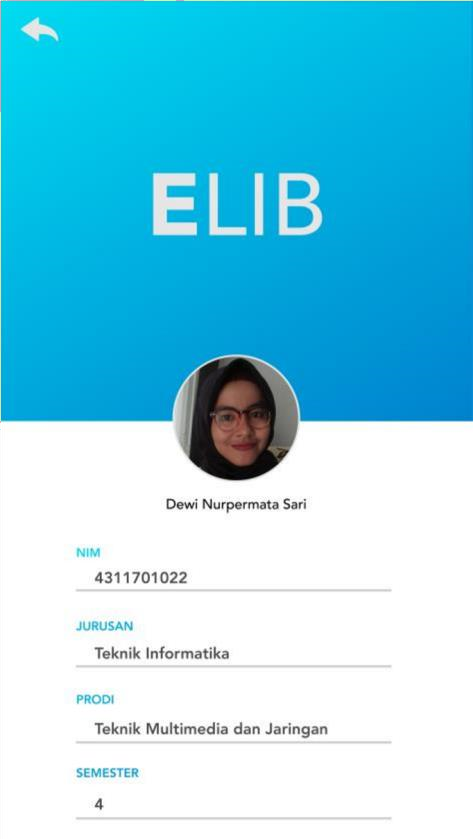 ELIB
Dewi Nurpermata Sari
NIM
4311701022
JURUSAN
Teknik Informatika
PRODI
Teknik Multimedia dan Jaringan
SEMESTER
4